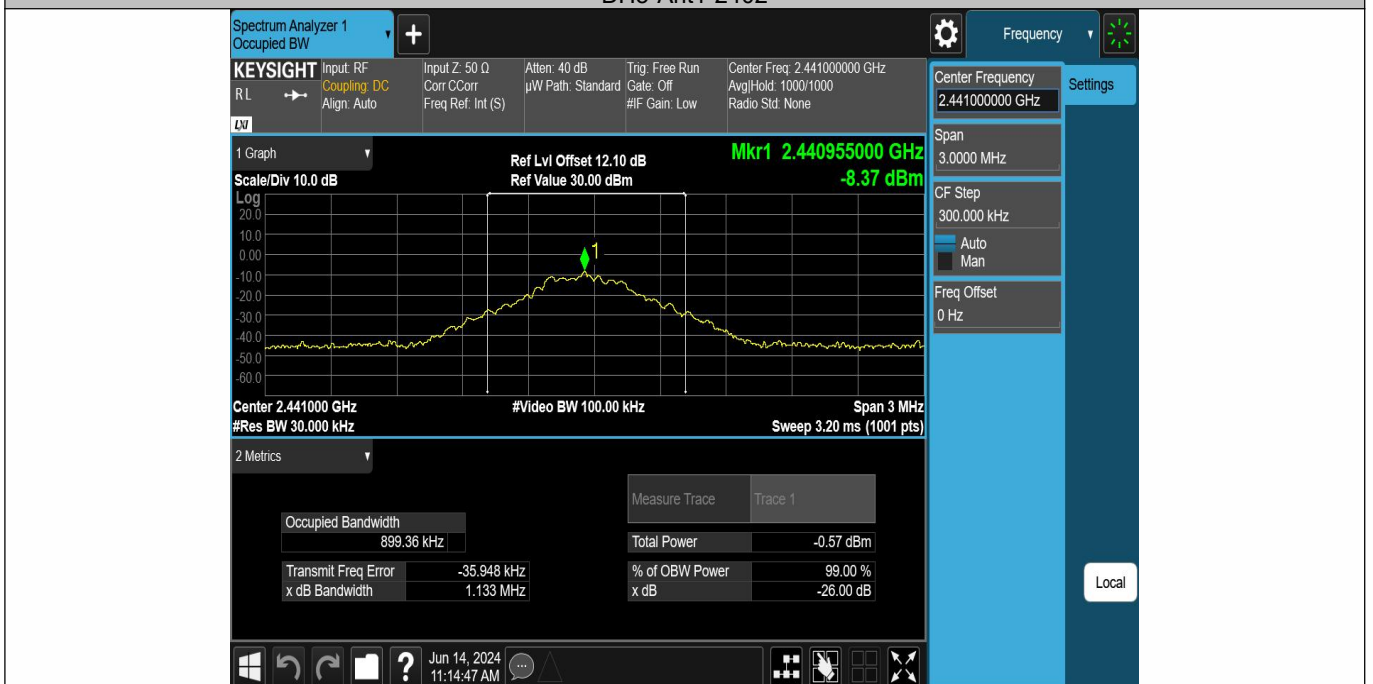 Spectrum Analyzer 1
Occupied BW
+
Frequency
KEYSIGHT
RL
LXI
Input: RF
Coupling: DC
Align: Auto
Input Z: 50 Ω
Corr CCorr
Freq Ref: Int (S)
Atten: 40 dB
µW Path: Standard
Trig: Free Run
Gate: Off
#IF Gain: Low
Center Freq: 2.441000000 GHz
Avg|Hold: 1000/1000
Radio Std: None
1 Graph
Scale/Div 10.0 dB
Ref Lvl Offset 12.10 dB
Ref Value 30.00 dBm
Mkr1 2.440955000 GHz
-8.37 dBm
Log
20.0
10.0
0.00
-10.0
-20.0
-30.0
-40.0
-50.0
-60.0
1
Center 2.441000 GHz
#Res BW 30.000 kHz
#Video BW 100.00 kHz
Span 3 MHz
Sweep 3.20 ms (1001 pts)
2 Metrics
Measure Trace Trace 1
Occupied Bandwidth
899.36 kHz
Total Power -0.57 dBm
Transmit Freq Error -35.948 kHz
% of OBW Power 99.00 %
x dB Bandwidth 1.133 MHz
x dB -26.00 dB
Center Frequency
2.441000000 GHz
Settings
Span
3.0000 MHz
CF Step
300.000 kHz
Auto
Man
Freq Offset
0 Hz
Local
?
Jun 14, 2024
11:14:47 AM